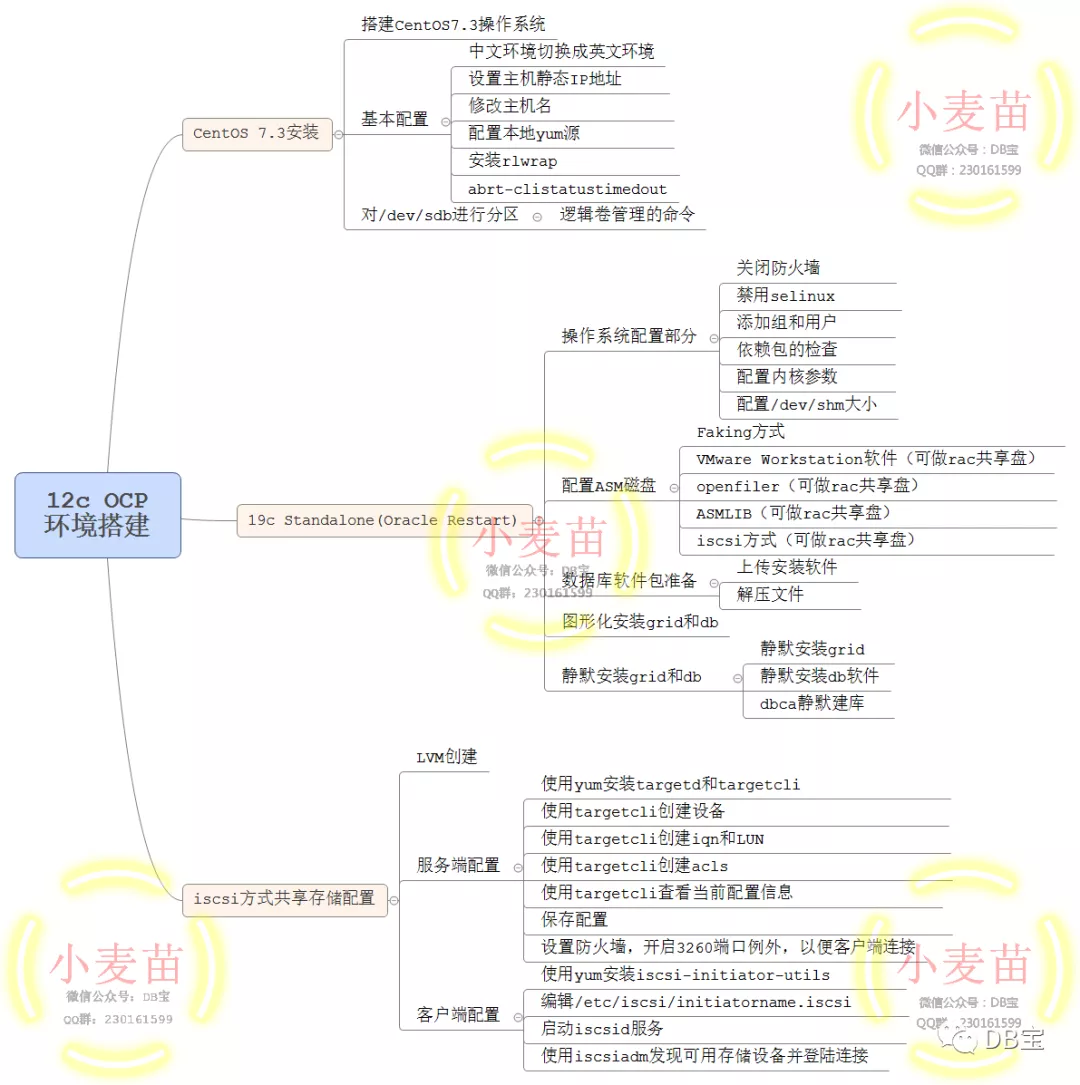 12c OCP
环境搭建
CentOS 7.3安装
搭建CentOS7.3操作系统
基本配置
中文环境切换成英文环境
设置主机静态IP地址
修改主机名
配置本地yum源
安装rlwrap
abrt-clistatustimedout
对/dev/sdb进行分区
逻辑卷管理的命令
19c Standalone(Oracle Restart)
操作系统配置部分
关闭防火墙
禁用selinux
添加组和用户
依赖包的检查
配置内核参数
配置/dev/shm大小
配置ASM磁盘
Faking方式
VMware Workstation软件（可做rac共享盘）
openfiler（可做rac共享盘）
ASMLIB（可做rac共享盘）
iscsi方式（可做rac共享盘）
数据库软件包准备
上传安装软件
解压文件
图形化安装grid和db
静默安装grid和db
静默安装grid
静默安装db软件
dbca静默建库
iscsi方式共享存储配置
LVM创建
服务端配置
使用yum安装targetd和targetcli
使用targetcli创建设备
使用targetcli创建iqn和LUN
使用targetcli创建acls
使用targetcli查看当前配置信息
保存配置
设置防火墙，开启3260端口例外，以便客户端连接
客户端配置
使用yum安装iscsi-initiator-utils
编辑/etc/iscsi/initiatorname.iscsi
启动iscsid服务
使用iscsiadm发现可用存储设备并登陆连接
小麦苗
微信公众号：DB宝
QQ群：230161599
小麦苗
微信公众号：DB宝
QQ群：230161599
小麦苗
微信公众号：DB宝
QQ群：230161599
小麦苗
微信公众号：DB宝
QQ群：230161599
DB宝